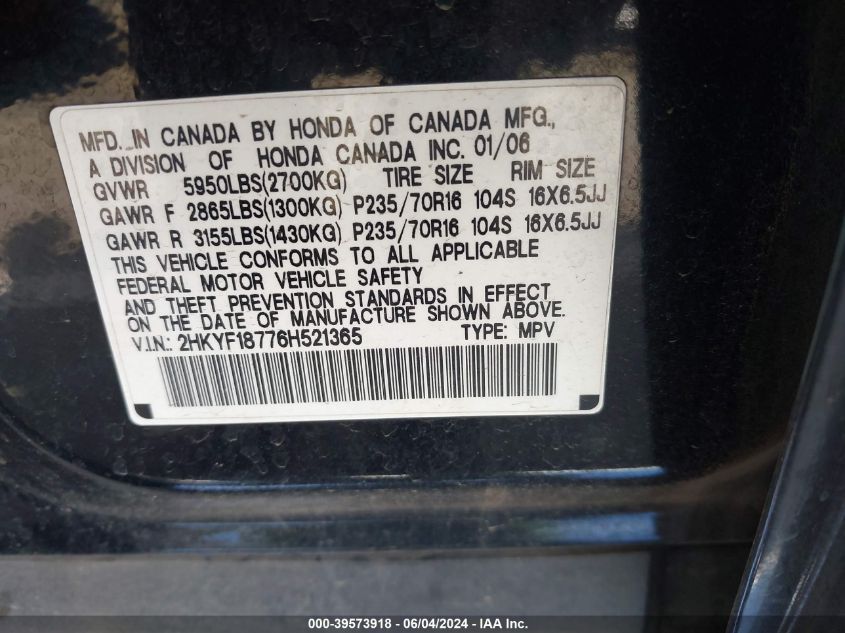 MFD. IN CANADA BY HONDA OF CANADA MFG.,
A DIVISION OF HONDA CANADA INC. 01/06
GVWR 5950LBS(2700KG) TIRE SIZE RIM SIZE
GAWR F 2865LBS(1300KG) P235/70R16 104S 16X6.5JJ
GAWR R 3155LBS(1430KG) P235/70R16 104S 16X6.5JJ
THIS VEHICLE CONFORMS TO ALL APPLICABLE
FEDERAL MOTOR VEHICLE SAFETY
AND THEFT PREVENTION STANDARDS IN EFFECT
ON THE DATE OF MANUFACTURE SHOWN ABOVE.
V.I.N.: 2HKYF18776H521365 TYPE: MPV
000-39573918 - 06/04/2024 - IAA Inc.